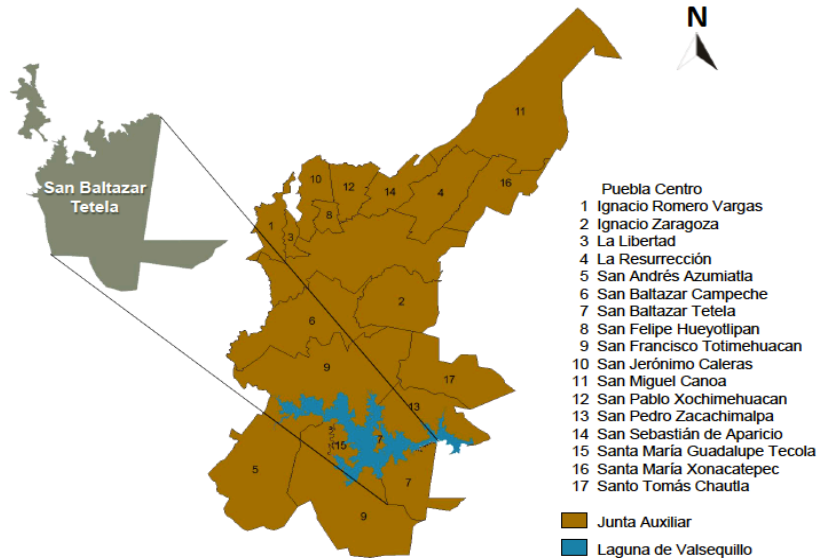 N
San Baltazar
Tetela
11
10
12
14
4
16
8
1
3
2
6
9
17
13
15
7
5
7
9
Puebla Centro
1 Ignacio Romero Vargas
2 Ignacio Zaragoza
3 La Libertad
4 La Resurrección
5 San Andrés Azumiatla
6 San Baltazar Campeche
7 San Baltazar Tetela
8 San Felipe Hueyotlipan
9 San Francisco Totimehuacan
10 San Jerónimo Caleras
11 San Miguel Canoa
12 San Pablo Xochimehuacan
13 San Pedro Zacachimalpa
14 San Sebastián de Aparicio
15 Santa María Guadalupe Tecola
16 Santa María Xonacatepec
17 Santo Tomás Chautla
Junta Auxiliar
Laguna de Valsequillo